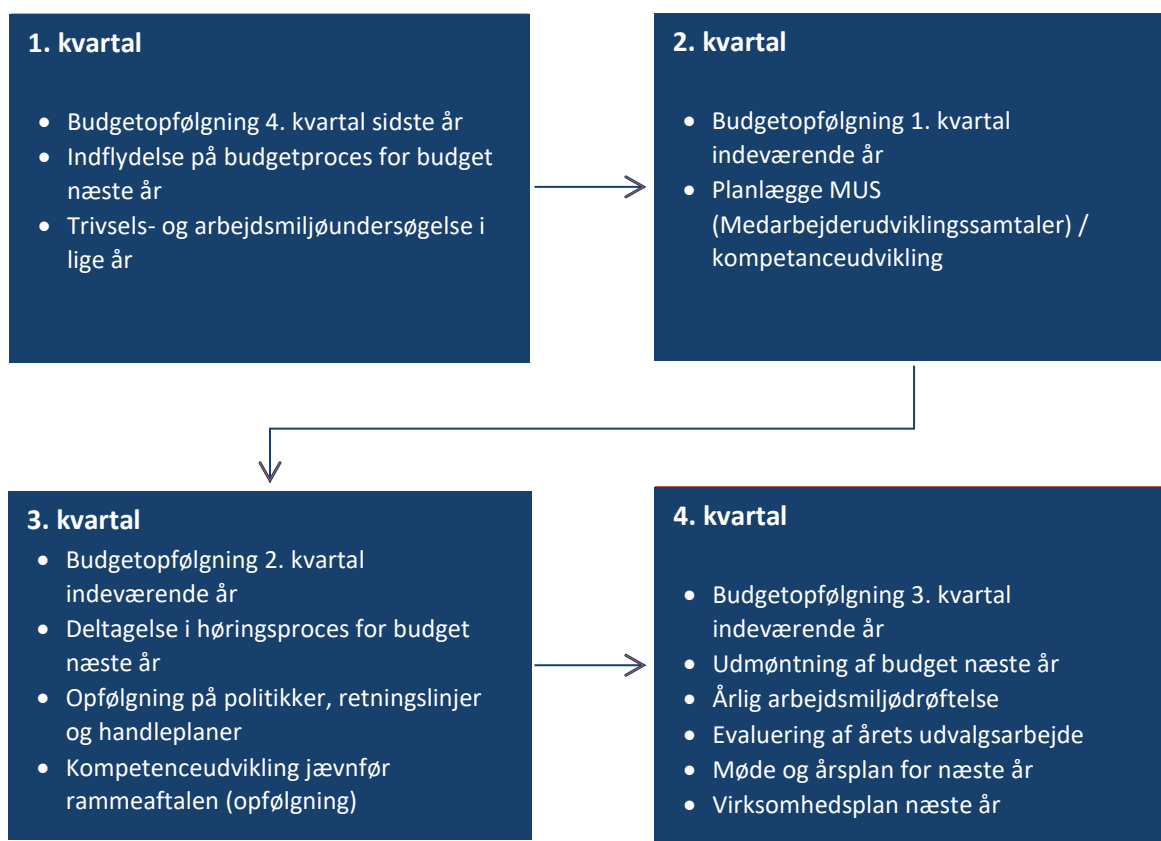 1. kvartal
• Budgetopfølgning 4. kvartal sidste år
• Indflydelse på budgetproces for budget
næste år
• Trivsels- og arbejdsmiljøundersøgelse i
lige år
2. kvartal
• Budgetopfølgning 1. kvartal
indeværende år
• Planlægge MUS
(Medarbejderudviklingssamtaler) /
kompetanceudvikling
3. kvartal
• Budgetopfølgning 2. kvartal
indeværende år
• Deltagelse i høringsproces for budget
næste år
• Opfølgning på politikker, retningslinjer
og handleplaner
• Kompetenceudvikling jævnfør
rammeaftalen (opfølgning)
4. kvartal
• Budgetopfølgning 3. kvartal
indeværende år
• Udmøntning af budget næste år
• Årlig arbejdsmiljødrøftelse
• Evaluering af årets udvalgsarbejde
• Møde og årsplan for næste år
• Virksomhedsplan næste år